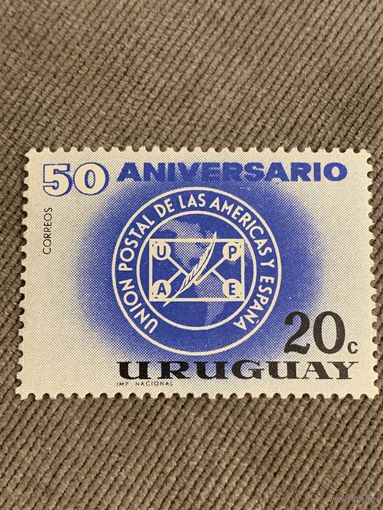 50 ANIVERSARIO
CORREOS
UNION POSTAL DE LAS AMERICAS Y ESPAÑA
U P
A E
20c
URUGUAY
IMP. NACIONAL